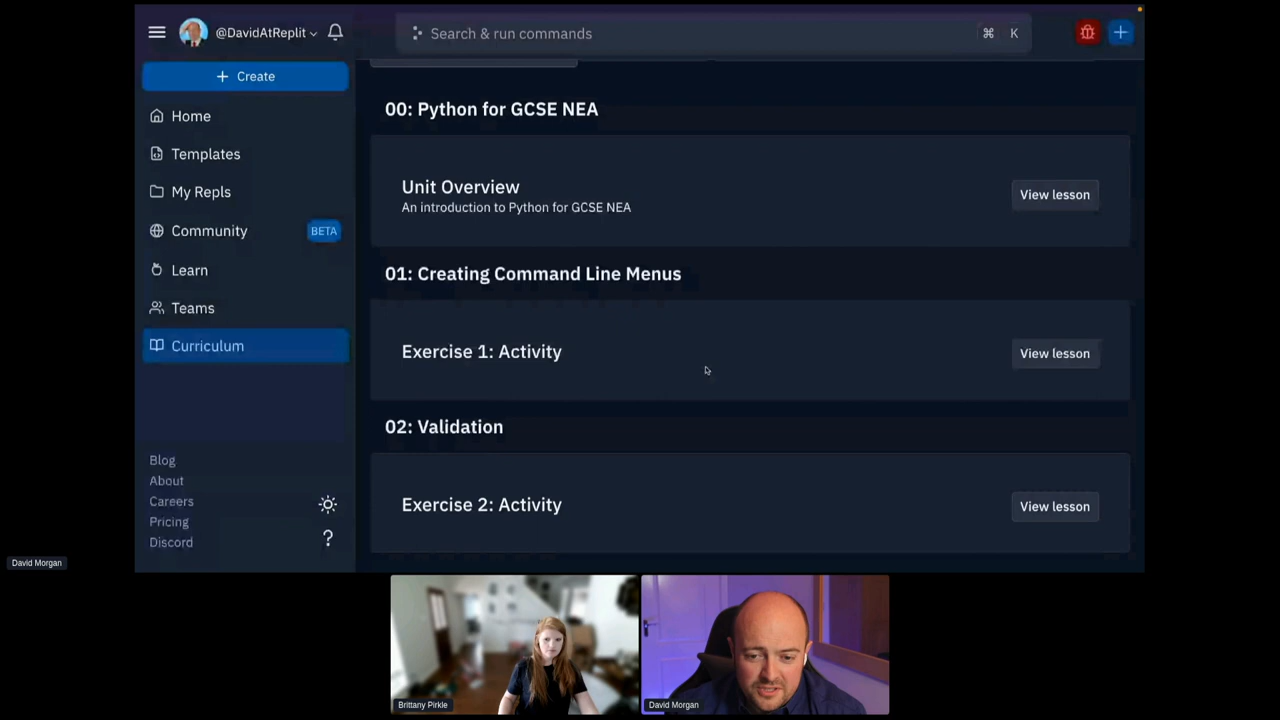 @DavidAtReplit
Search & run commands
⌘ K
Create
Home
Templates
My Repls
Community BETA
Learn
Teams
Curriculum
Blog
About
Careers
Pricing
Discord
?
00: Python for GCSE NEA
Unit Overview
An introduction to Python for GCSE NEA
View lesson
01: Creating Command Line Menus
Exercise 1: Activity
View lesson
02: Validation
Exercise 2: Activity
View lesson
David Morgan
Brittany Pirkle
David Morgan